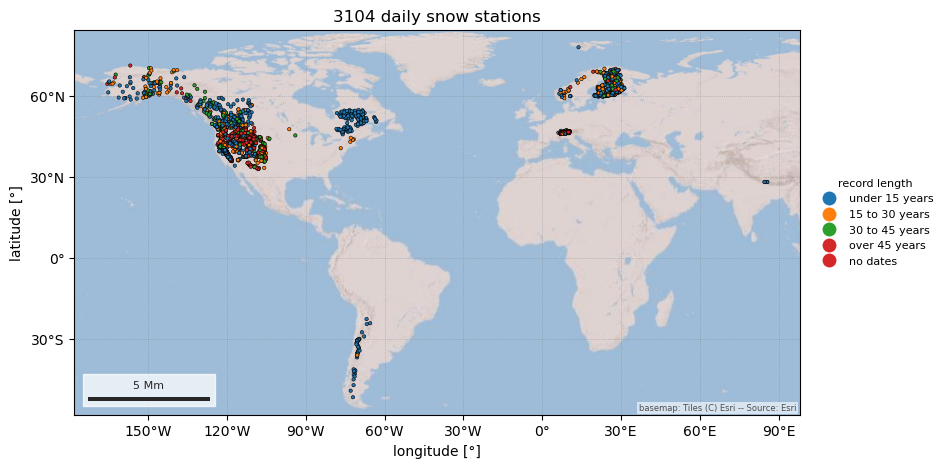 3104 daily snow stations
60°N
30°N
0°
30°S
latitude [°]
150°W 120°W 90°W 60°W 30°W 0° 30°E 60°E 90°E
longitude [°]
5 Mm
basemap: Tiles (C) Esri -- Source: Esri
record length
under 15 years
15 to 30 years
30 to 45 years
over 45 years
no dates